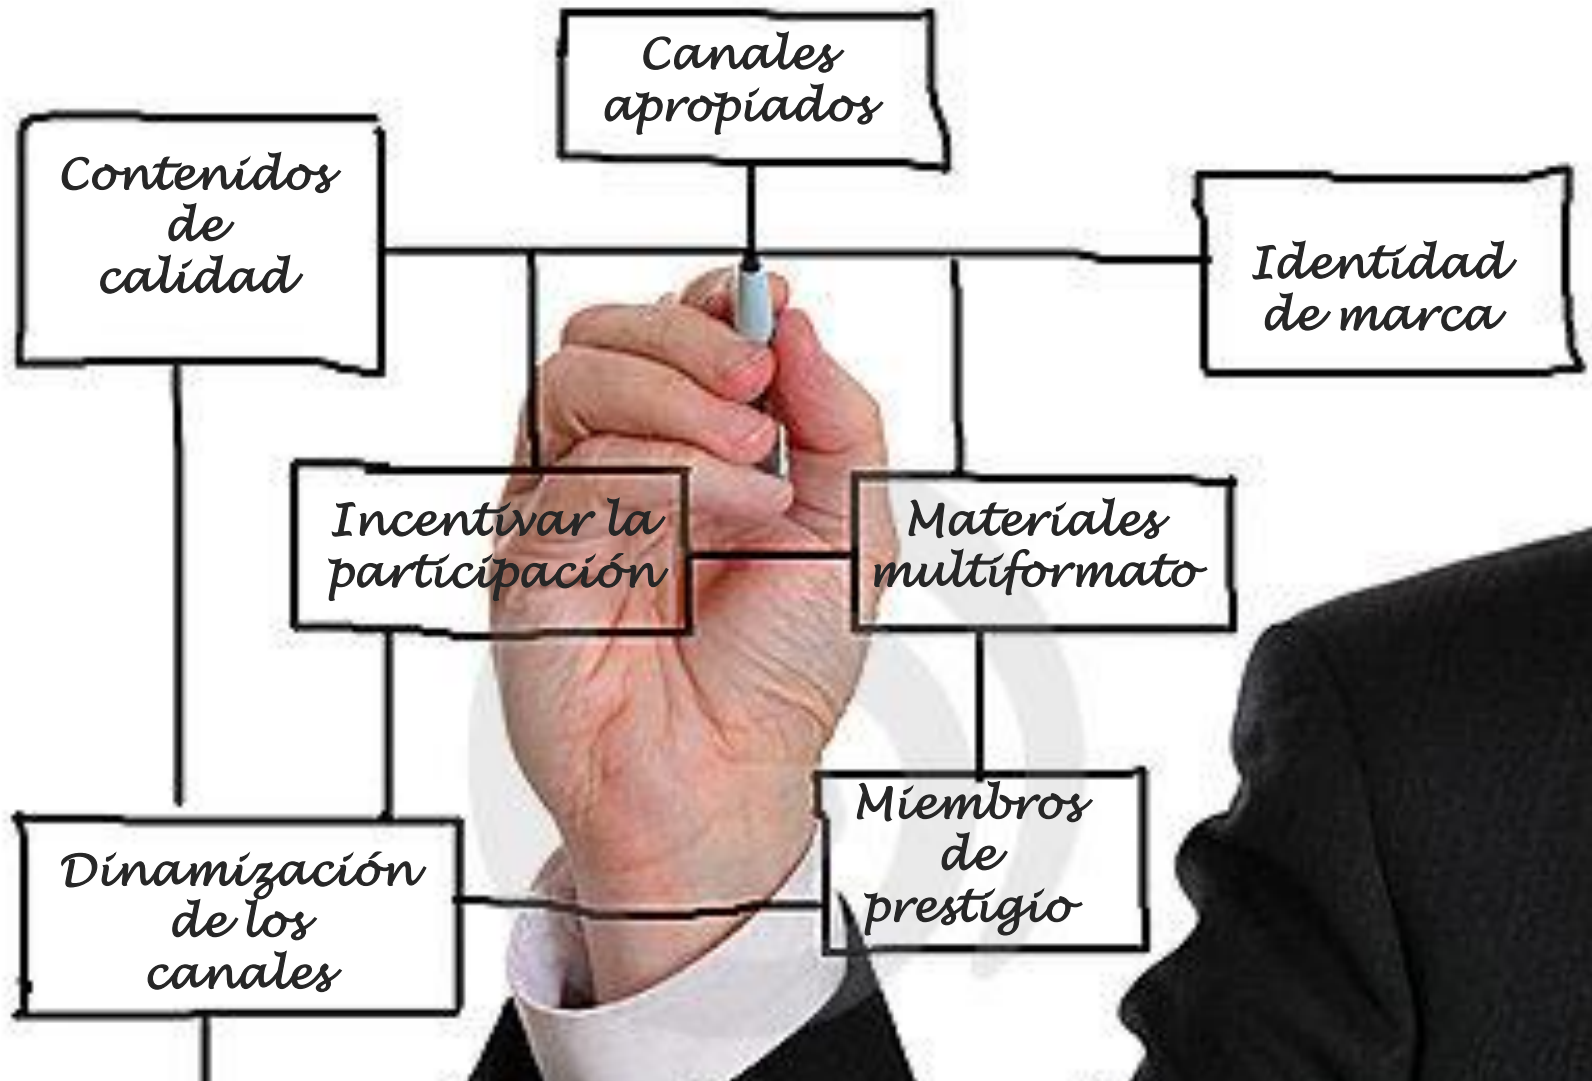 Canales
apropiados
Contenidos
de
calidad
Identidad
de marca
Incentivar la
participación
Materiales
multiformato
Miembros
de
prestigio
Dinamización
de los
canales